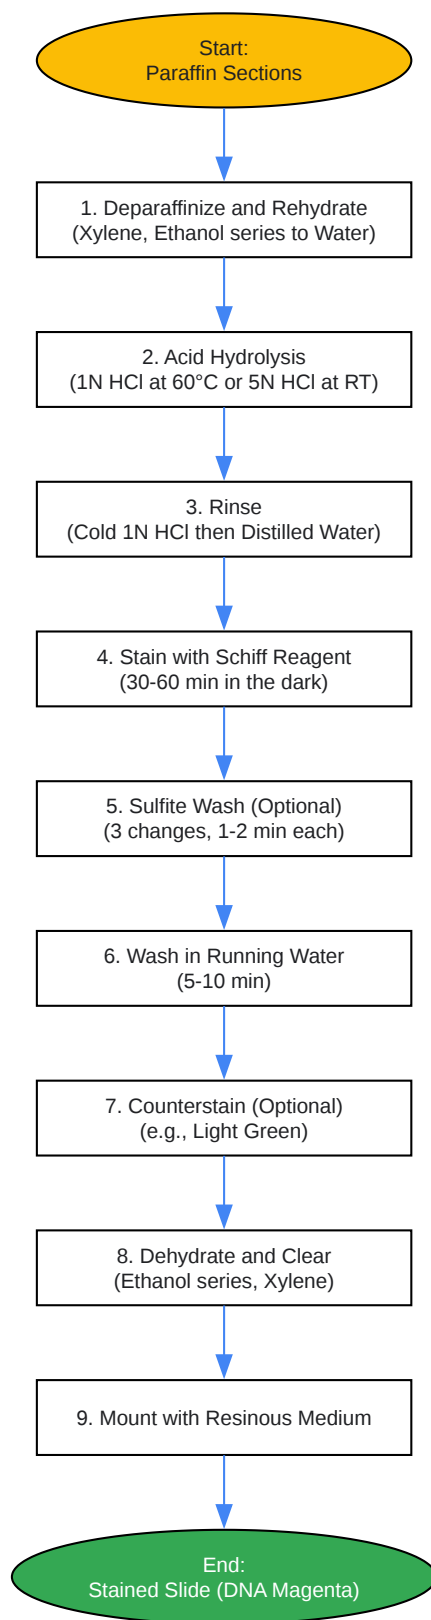 Start:
Paraffin Sections
1. Deparaffinize and Rehydrate
(Xylene, Ethanol series to Water)
2. Acid Hydrolysis
(1N HCl at 60°C or 5N HCl at RT)
3. Rinse
(Cold 1N HCl then Distilled Water)
4. Stain with Schiff Reagent
(30-60 min in the dark)
5. Sulfite Wash (Optional)
(3 changes, 1-2 min each)
6. Wash in Running Water
(5-10 min)
7. Counterstain (Optional)
(e.g., Light Green)
8. Dehydrate and Clear
(Ethanol series, Xylene)
9. Mount with Resinous Medium
End:
Stained Slide (DNA Magenta)